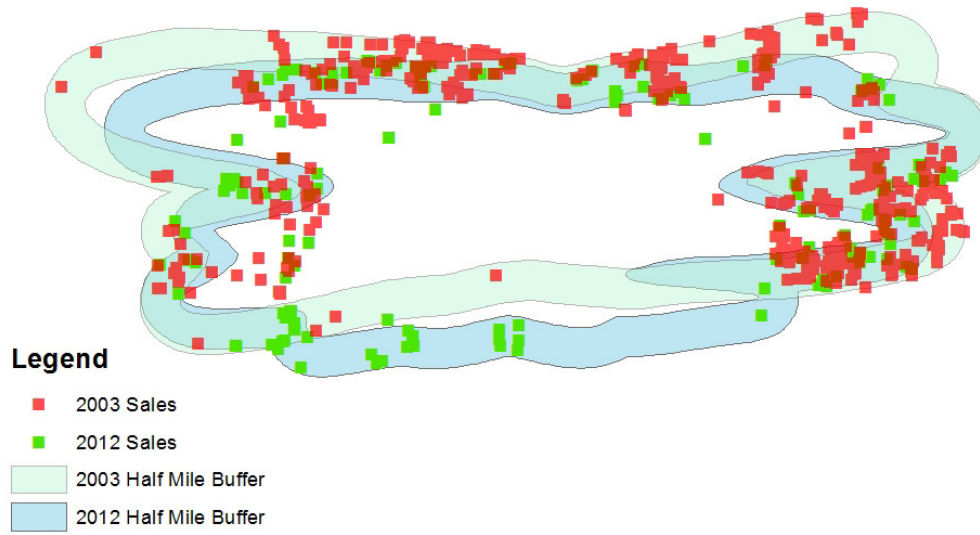 Legend
2003 Sales
2012 Sales
2003 Half Mile Buffer
2012 Half Mile Buffer